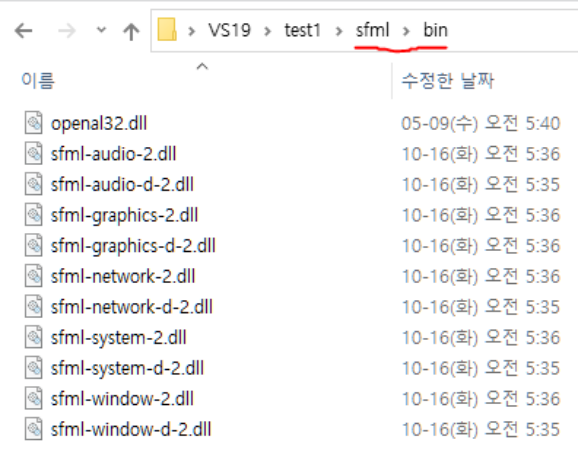 VS19 > test1 > sfml > bin
이름 수정한 날짜
openal32.dll 05-09(수) 오전 5:40
sfml-audio-2.dll 10-16(화) 오전 5:36
sfml-audio-d-2.dll 10-16(화) 오전 5:35
sfml-graphics-2.dll 10-16(화) 오전 5:36
sfml-graphics-d-2.dll 10-16(화) 오전 5:36
sfml-network-2.dll 10-16(화) 오전 5:36
sfml-network-d-2.dll 10-16(화) 오전 5:35
sfml-system-2.dll 10-16(화) 오전 5:36
sfml-system-d-2.dll 10-16(화) 오전 5:35
sfml-window-2.dll 10-16(화) 오전 5:36
sfml-window-d-2.dll 10-16(화) 오전 5:35